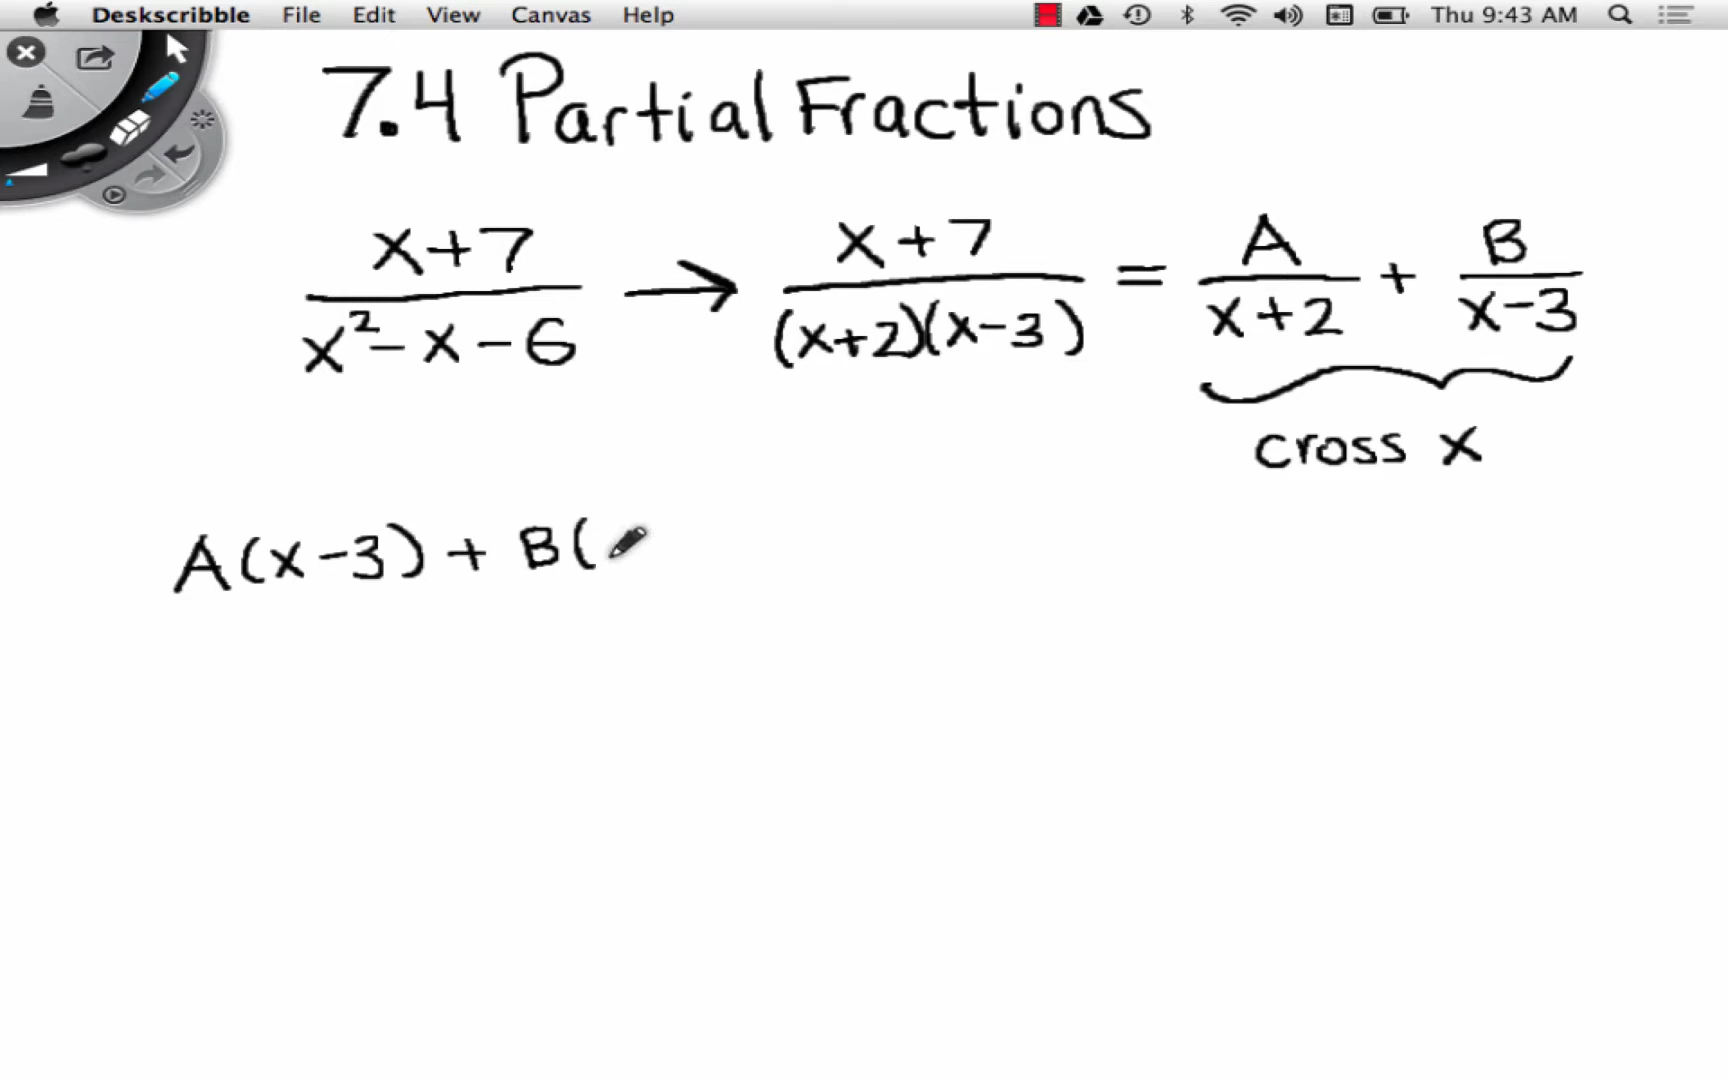 Deskscribble File Edit View Canvas Help Thu 9:43 AM
7.4 Partial Fractions
x+7 / x²-x-6 → x+7 / (x+2)(x-3) = A / x+2 + B / x-3
cross x
A(x-3) + B(